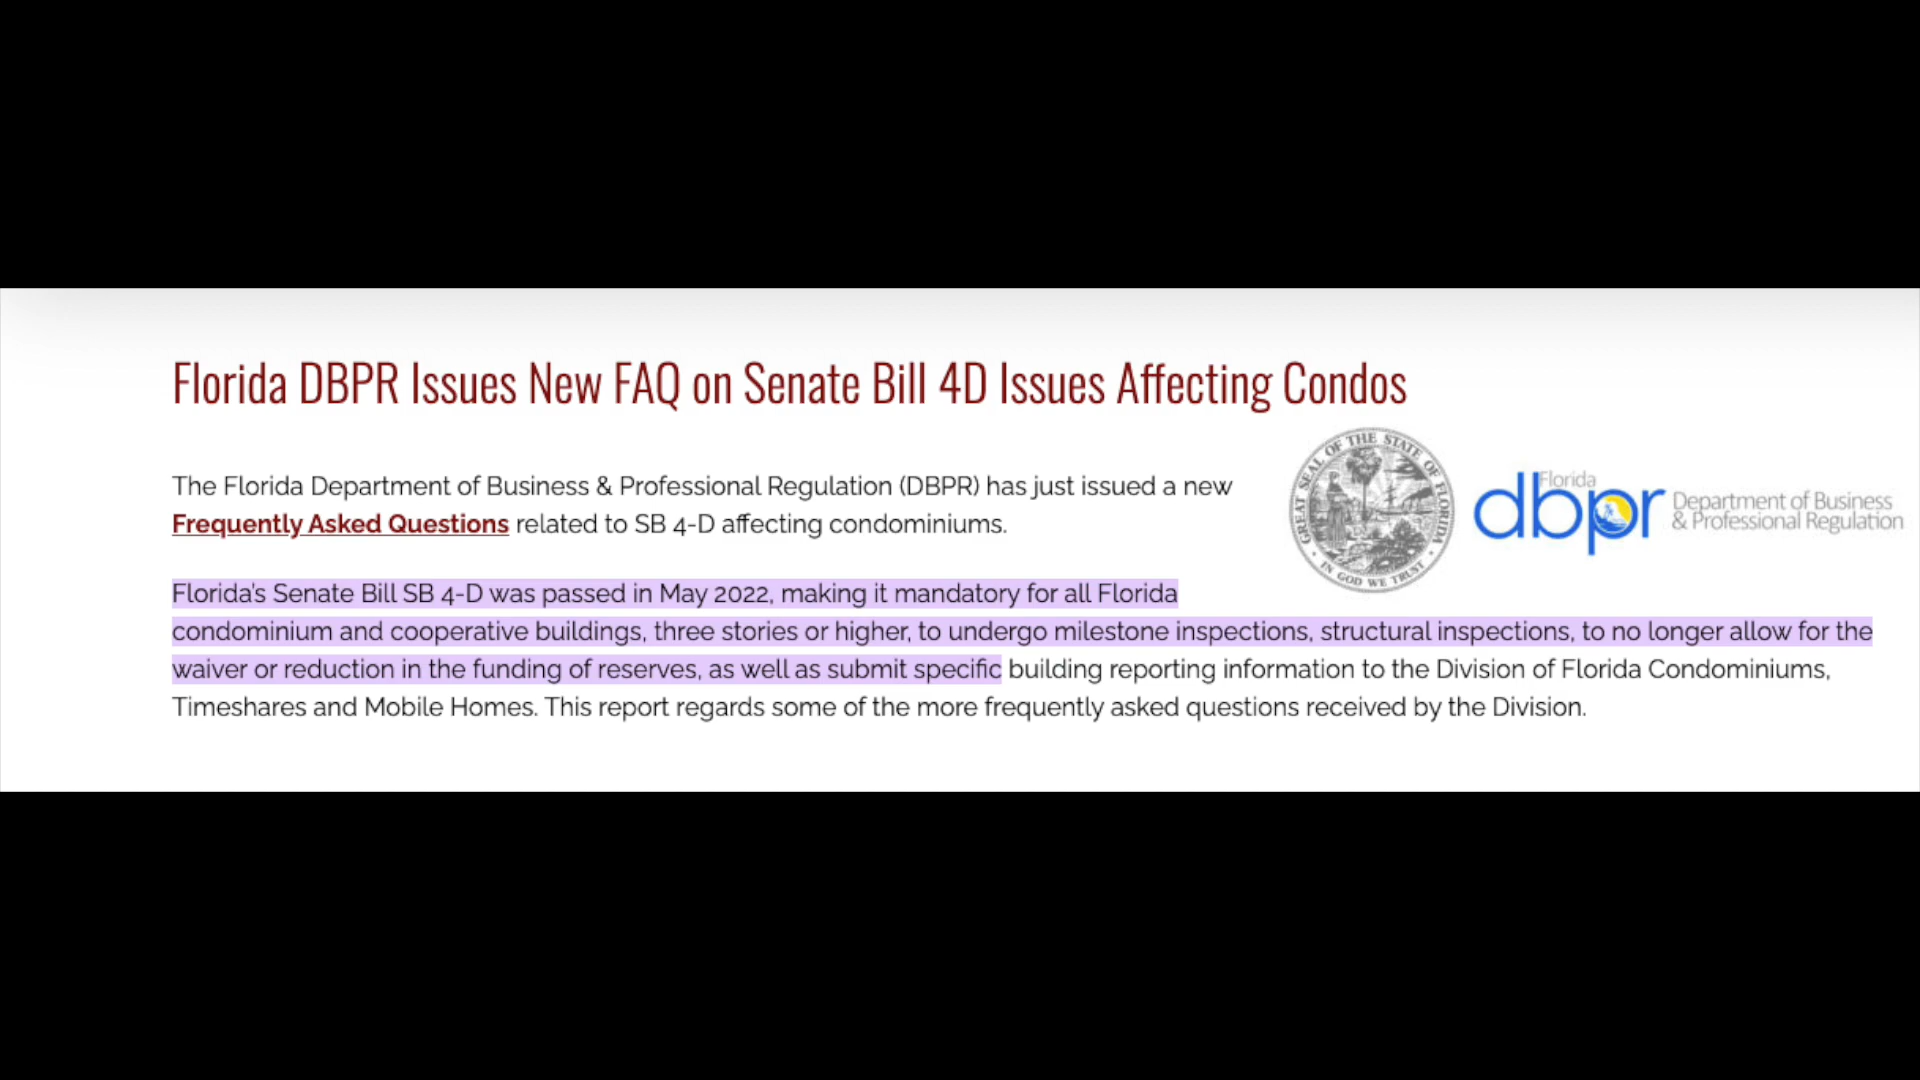 Florida DBPR Issues New FAQ on Senate Bill 4D Issues Affecting Condos
The Florida Department of Business & Professional Regulation (DBPR) has just issued a new
Frequently Asked Questions related to SB 4-D affecting condominiums.
GREAT SEAL OF THE STATE OF FLORIDA
IN GOD WE TRUST
Florida
dbpr
Department of Business
& Professional Regulation
Florida's Senate Bill SB 4-D was passed in May 2022, making it mandatory for all Florida
condominium and cooperative buildings, three stories or higher, to undergo milestone inspections, structural inspections, to no longer allow for the
waiver or reduction in the funding of reserves, as well as submit specific building reporting information to the Division of Florida Condominiums,
Timeshares and Mobile Homes. This report regards some of the more frequently asked questions received by the Division.